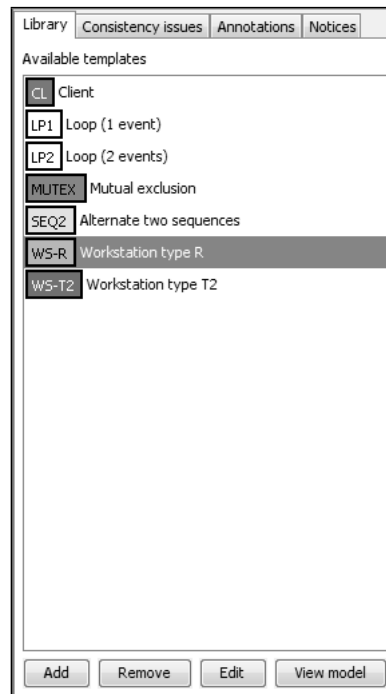 Library Consistency issues Annotations Notices
Available templates
CL Client
LP1 Loop (1 event)
LP2 Loop (2 events)
MUTEX Mutual exclusion
SEQ2 Alternate two sequences
WS-R Workstation type R
WS-T2 Workstation type T2
Add Remove Edit View model